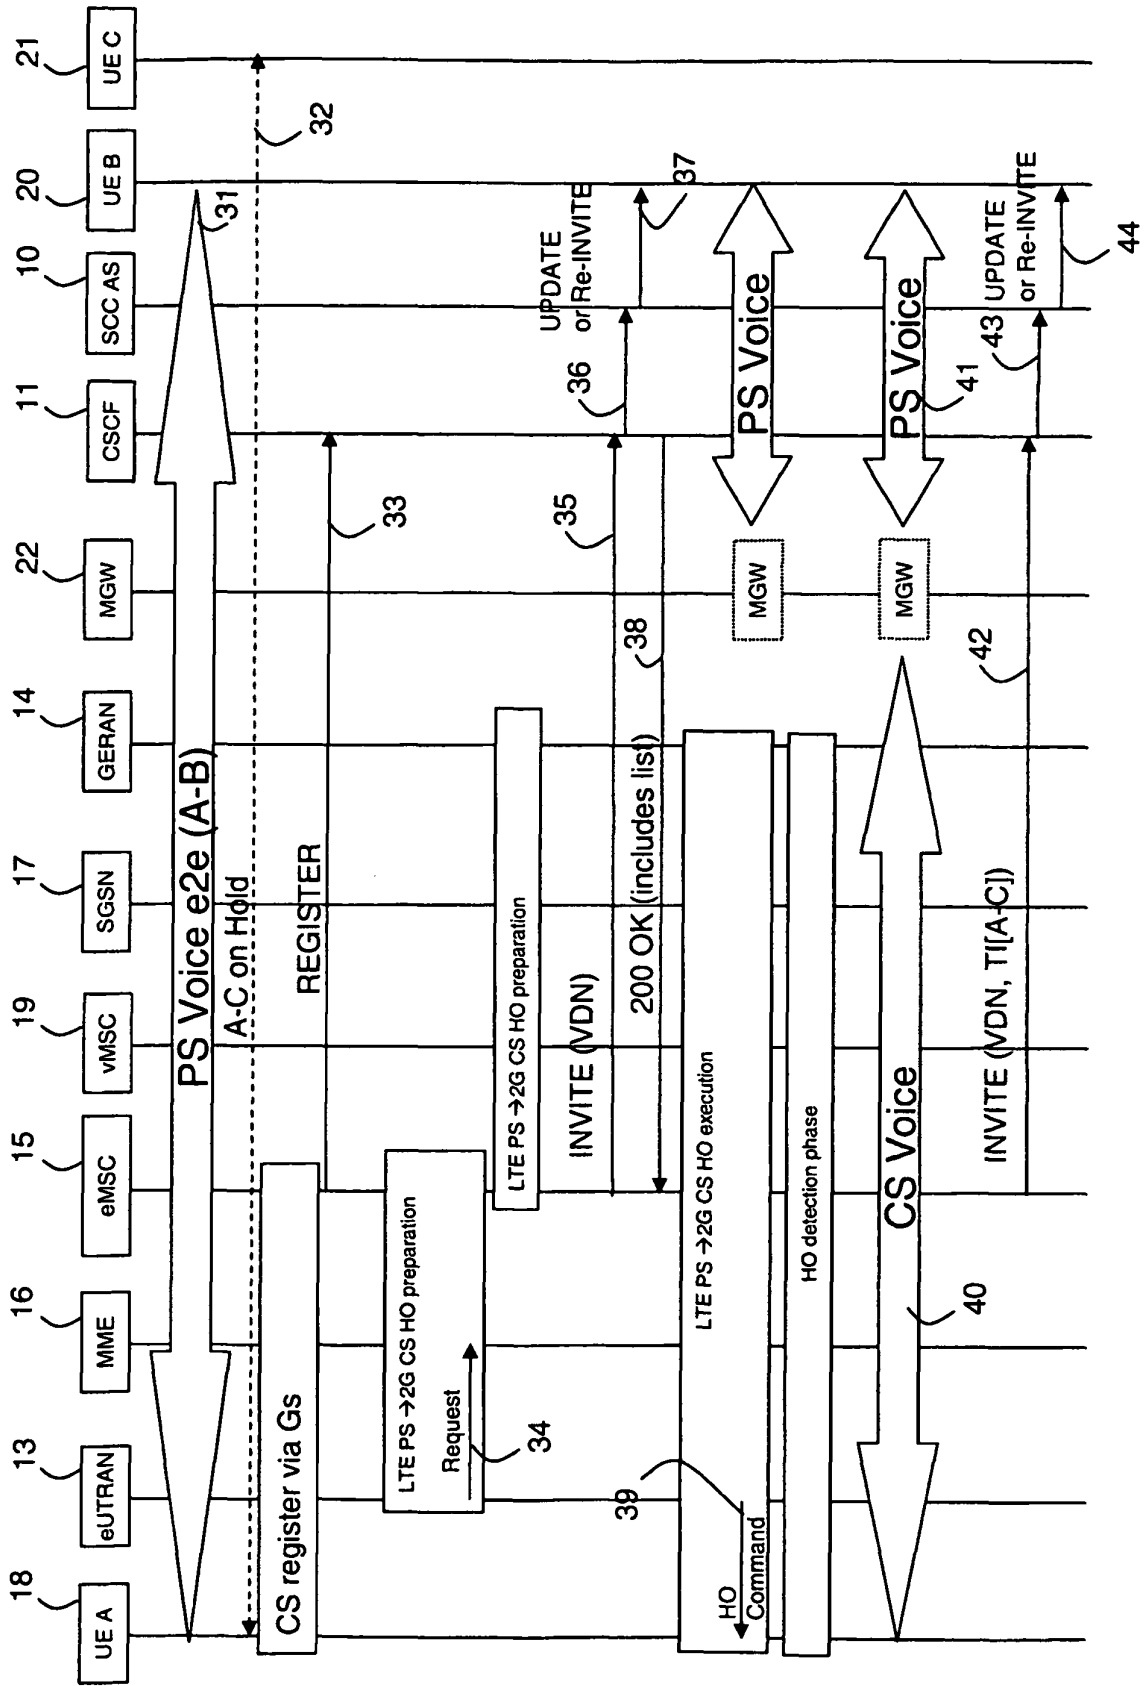 18
13
16
15
19
17
14
22
11
10
20
21
UE A
eUTRAN
MME
eMSC
vMSC
SGSN
GERAN
MGW
CSCF
SCC AS
UE B
UE C
PS Voice e2e (A-B)
31
A-C on Hold
32
CS register via Gs
REGISTER
33
LTE PS →2G CS HO preparation
Request
34
LTE PS →2G CS HO preparation
INVITE (VDN)
35
36
UPDATE
or Re-INVITE
37
200 OK (includes list)
38
39
LTE PS →2G CS HO execution
HO
Command
MGW
PS Voice
HO detection phase
CS Voice
40
MGW
PS Voice
41
INVITE (VDN, TI[A-C])
42
43
UPDATE
or Re-INVITE
44